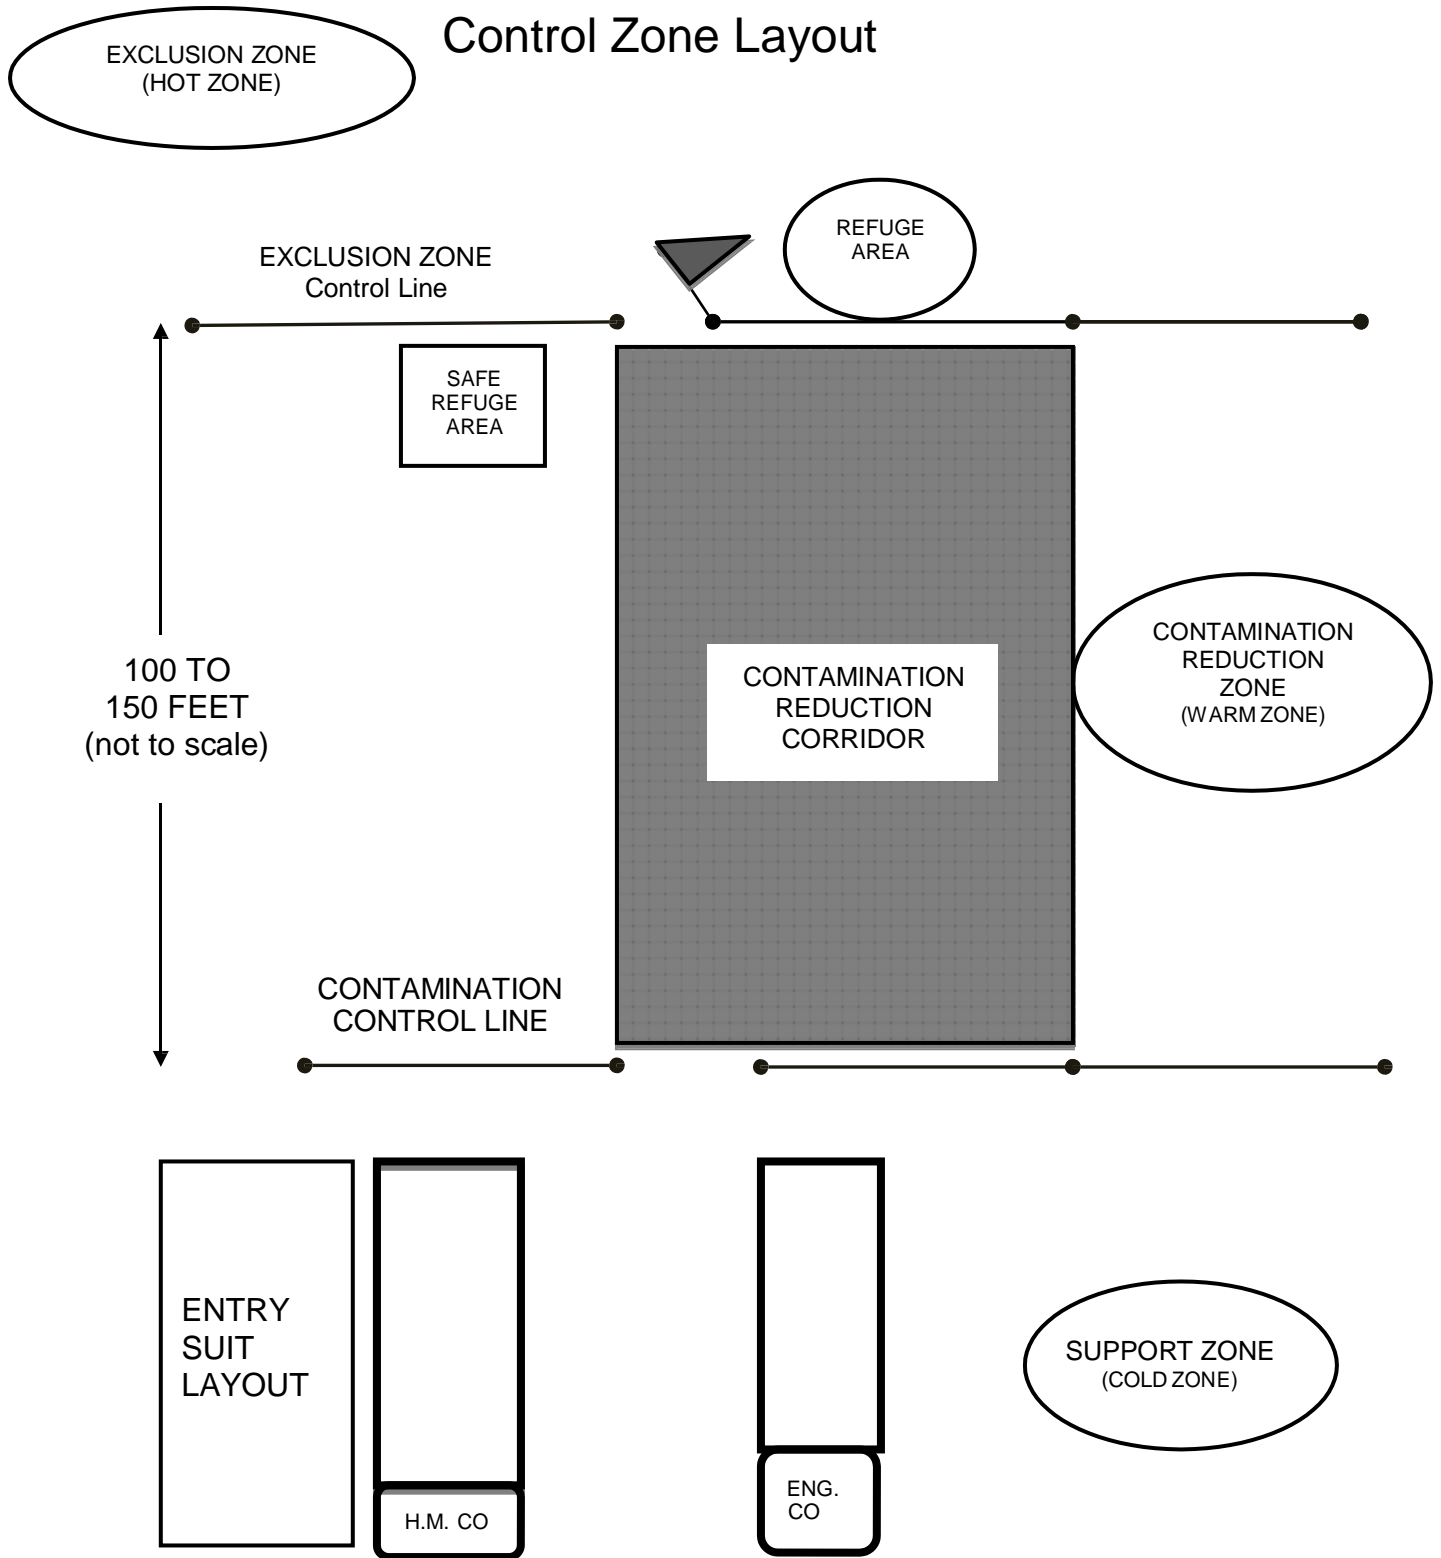 Control Zone Layout
EXCLUSION ZONE
(HOT ZONE)
REFUGE
AREA
EXCLUSION ZONE
Control Line
SAFE
REFUGE
AREA
CONTAMINATION
REDUCTION
ZONE
(WARM ZONE)
100 TO
150 FEET
(not to scale)
CONTAMINATION
REDUCTION
CORRIDOR
CONTAMINATION
CONTROL LINE
ENTRY
SUIT
LAYOUT
SUPPORT ZONE
(COLD ZONE)
H.M. CO
ENG.
CO